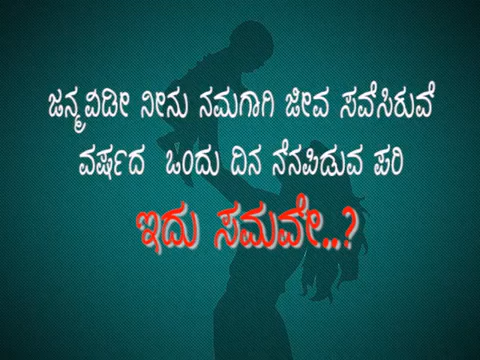 ಜನ್ಮವಿಡೀ ನೀನು ನಮಗಾಗಿ ಜೀವ ಸವೆಸಿರುವೆ
ವರ್ಷದ ಒಂದು ದಿನ ನೆನಪಿಡುವ ಪರಿ
ಇದು ಸಮವೇ..?